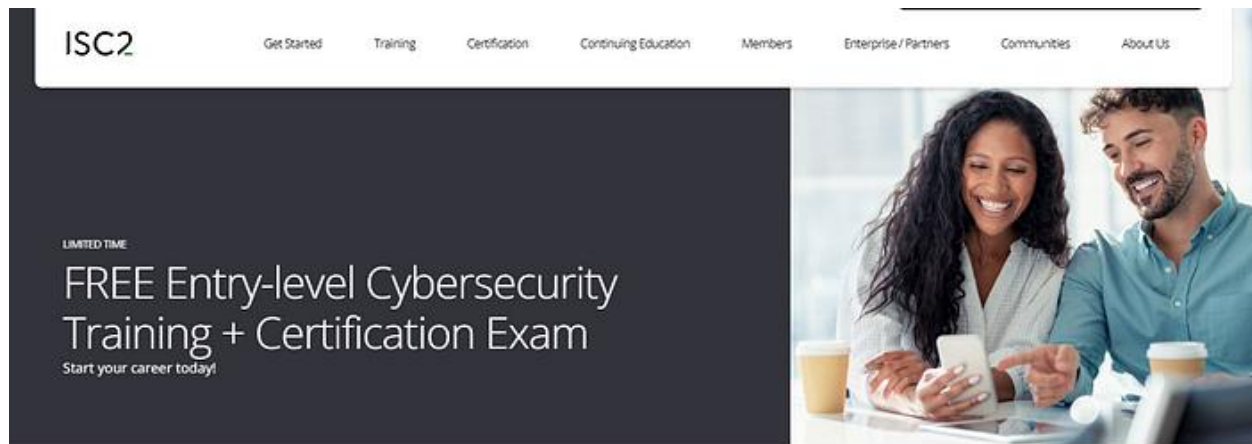 ISC2
Get Started Training Certification Continuing Education Members Enterprise / Partners Communities About Us
LIMITED TIME
FREE Entry-level Cybersecurity
Training + Certification Exam
Start your career today!